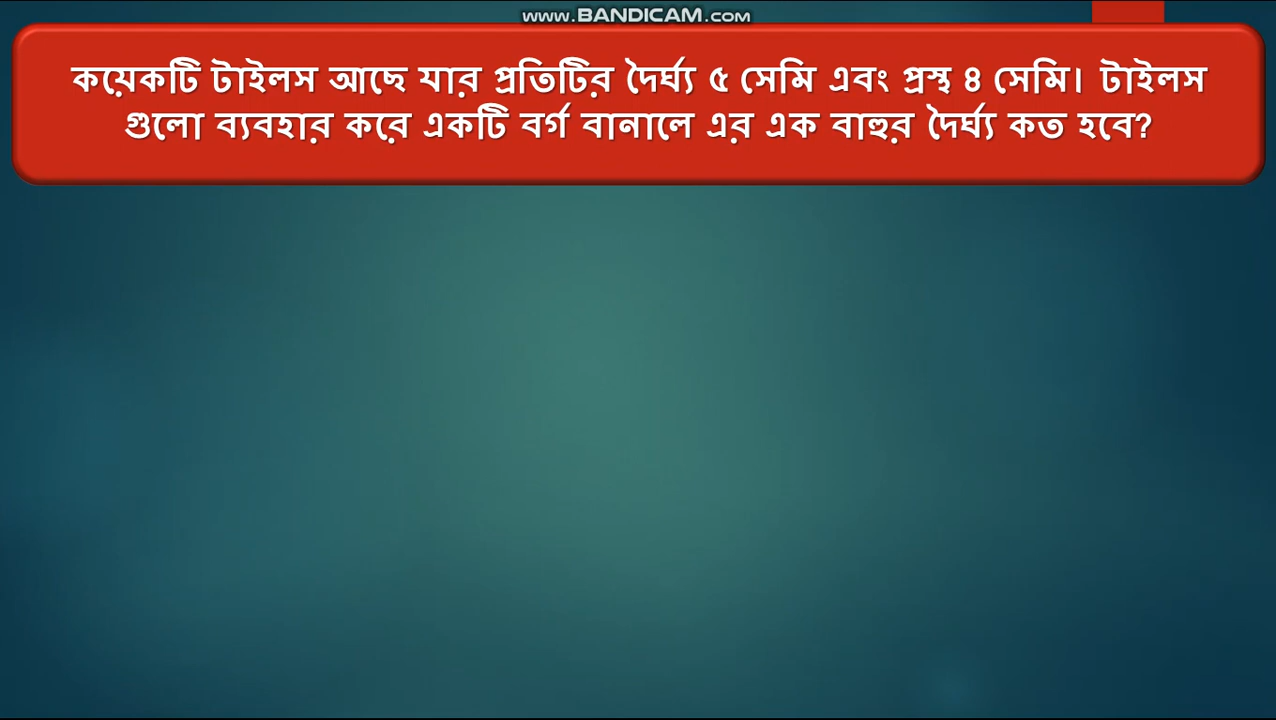 www.BANDICAM.com
কয়েকটি টাইলস আছে যার প্রতিটির দৈর্ঘ্য ৫ সেমি এবং প্রস্থ ৪ সেমি। টাইলস
গুলো ব্যবহার করে একটি বর্গ বানালে এর এক বাহুর দৈর্ঘ্য কত হবে?